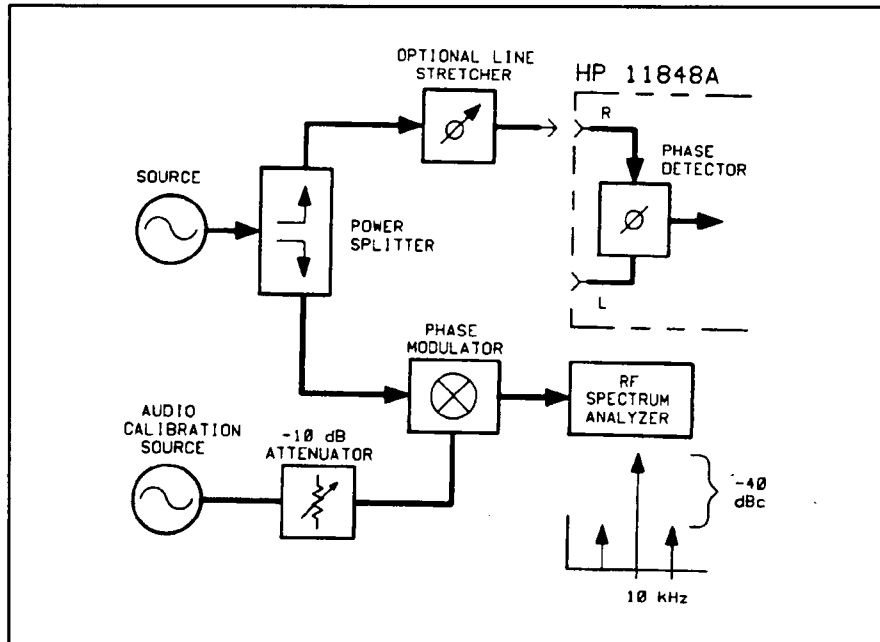 OPTIONAL LINE
STRETCHER
HP 11848A
R
PHASE
DETECTOR
SOURCE
POWER
SPLITTER
L
PHASE
MODULATOR
RF
SPECTRUM
ANALYZER
AUDIO
CALIBRATION
SOURCE
-10 dB
ATTENUATOR
-40
dBc
10 kHz